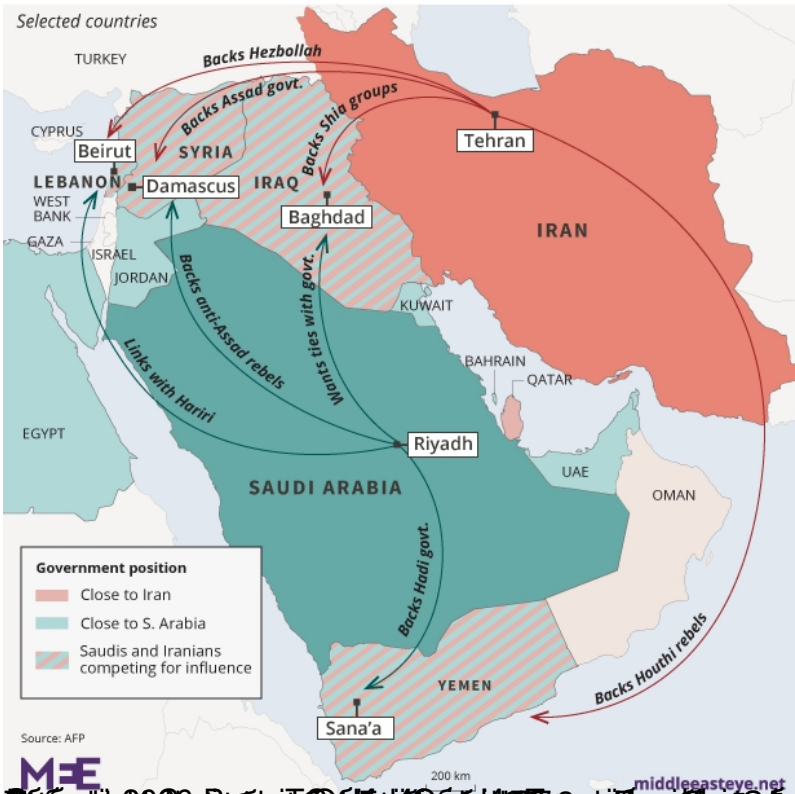 Selected countries
TURKEY
Backs Hezbollah
Backs Assad govt.
Backs Shia groups
CYPRUS
Beirut
SYRIA
Tehran
LEBANON
Damascus
IRAQ
WEST
BANK
Baghdad
IRAN
GAZA
ISRAEL
JORDAN
Backs anti-Assad rebels
Wants ties with govt.
KUWAIT
Links with Hariri
BAHRAIN
QATAR
EGYPT
Riyadh
UAE
SAUDI ARABIA
OMAN
Backs Hadi govt.
Government position
Close to Iran
Close to S. Arabia
Saudis and Iranians
competing for influence
Backs Houthi rebels
YEMEN
Sana’a
Source: AFP
MEE
200 km
middleeasteye.net